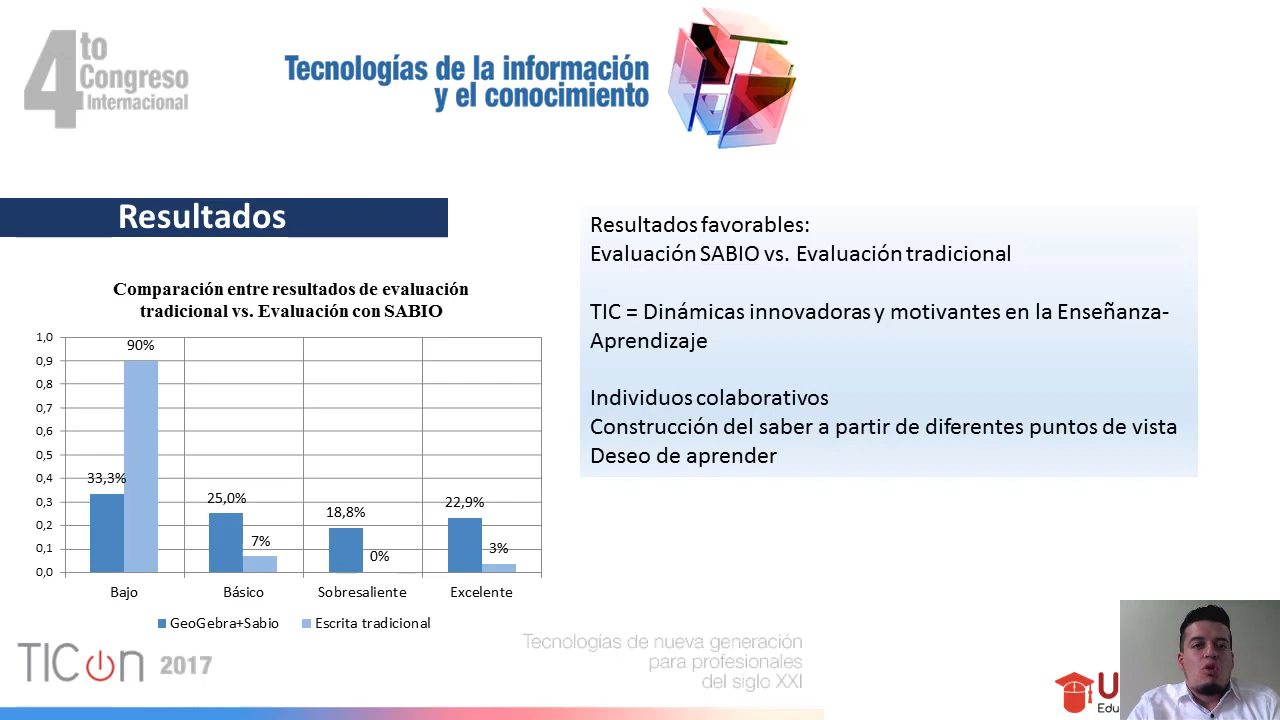 4to
Congreso
Internacional
Tecnologías de la información
y el conocimiento
Resultados
Comparación entre resultados de evaluación
tradicional vs. Evaluación con SABIO
1,0
0,9
0,8
0,7
0,6
0,5
0,4
0,3
0,2
0,1
0,0
90%
33,3%
25,0%
7%
18,8%
0%
22,9%
3%
Bajo
Básico
Sobresaliente
Excelente
GeoGebra+Sabio
Escrita tradicional
Resultados favorables:
Evaluación SABIO vs. Evaluación tradicional
TIC = Dinámicas innovadoras y motivantes en la Enseñanza-
Aprendizaje
Individuos colaborativos
Construcción del saber a partir de diferentes puntos de vista
Deseo de aprender
TICon 2017
Tecnologías de nueva generación
para profesionales
del siglo XXI